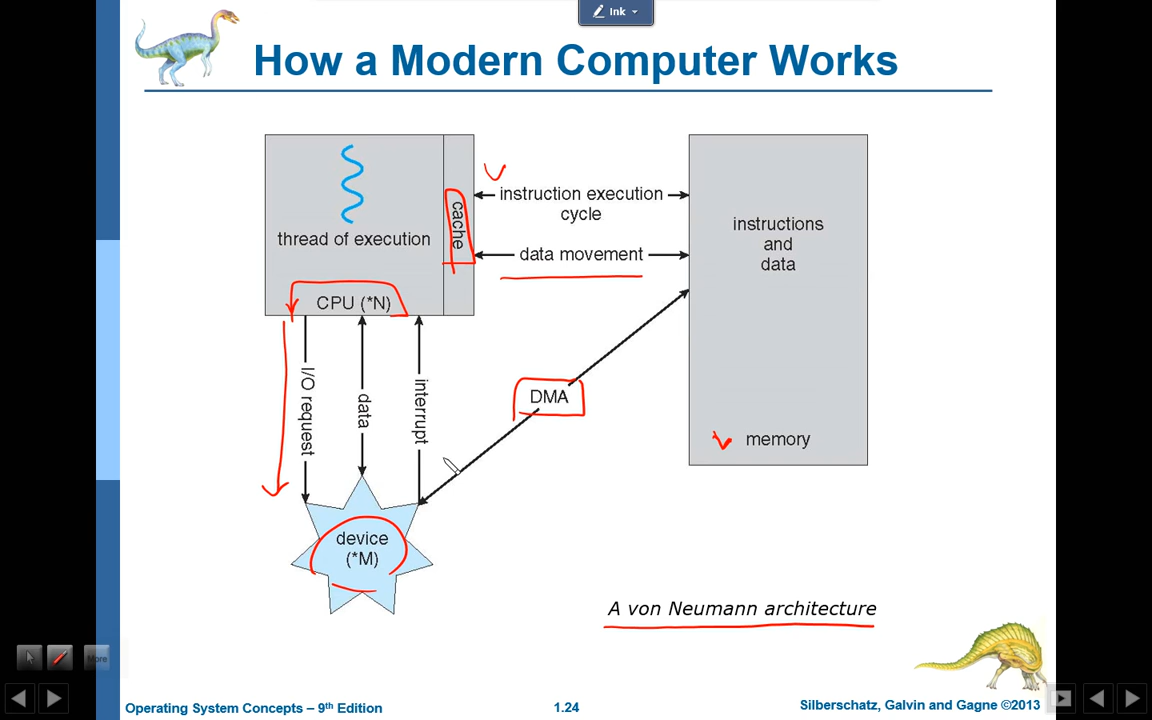 Ink
How a Modern Computer Works
thread of execution
cache
CPU (*N)
instruction execution
cycle
data movement
instructions
and
data
memory
I/O request
data
interrupt
DMA
device
(*M)
A von Neumann architecture
More
Operating System Concepts – 9th Edition
1.24
Silberschatz, Galvin and Gagne ©2013